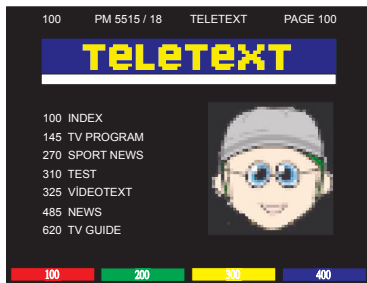 100 PM 5515 / 18 TELETEXT PAGE 100
TeLeTexT
100 INDEX
145 TV PROGRAM
270 SPORT NEWS
310 TEST
325 VİDEOTEXT
485 NEWS
620 TV GUIDE
100 200 300 400